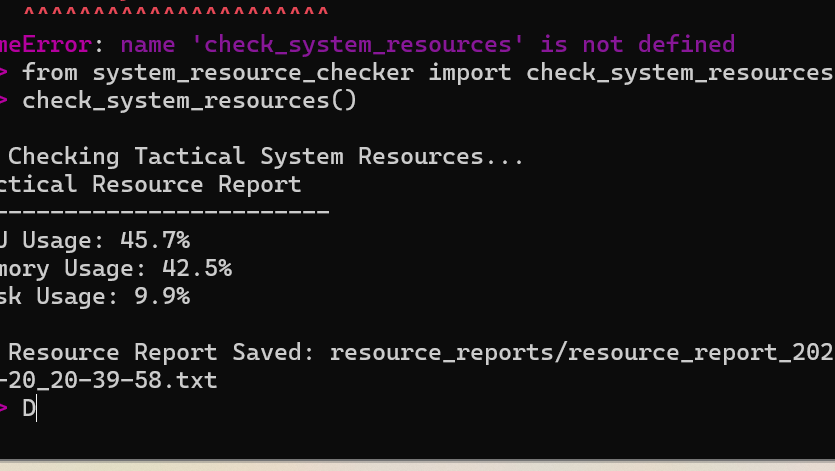 ^^^^^^^^^^^^^^^^^^^^^^
meError: name 'check_system_resources' is not defined
> from system_resource_checker import check_system_resources
> check_system_resources()
Checking Tactical System Resources...
ctical Resource Report
------------------------
U Usage: 45.7%
mory Usage: 42.5%
sk Usage: 9.9%
Resource Report Saved: resource_reports/resource_report_202
-20_20-39-58.txt
> D